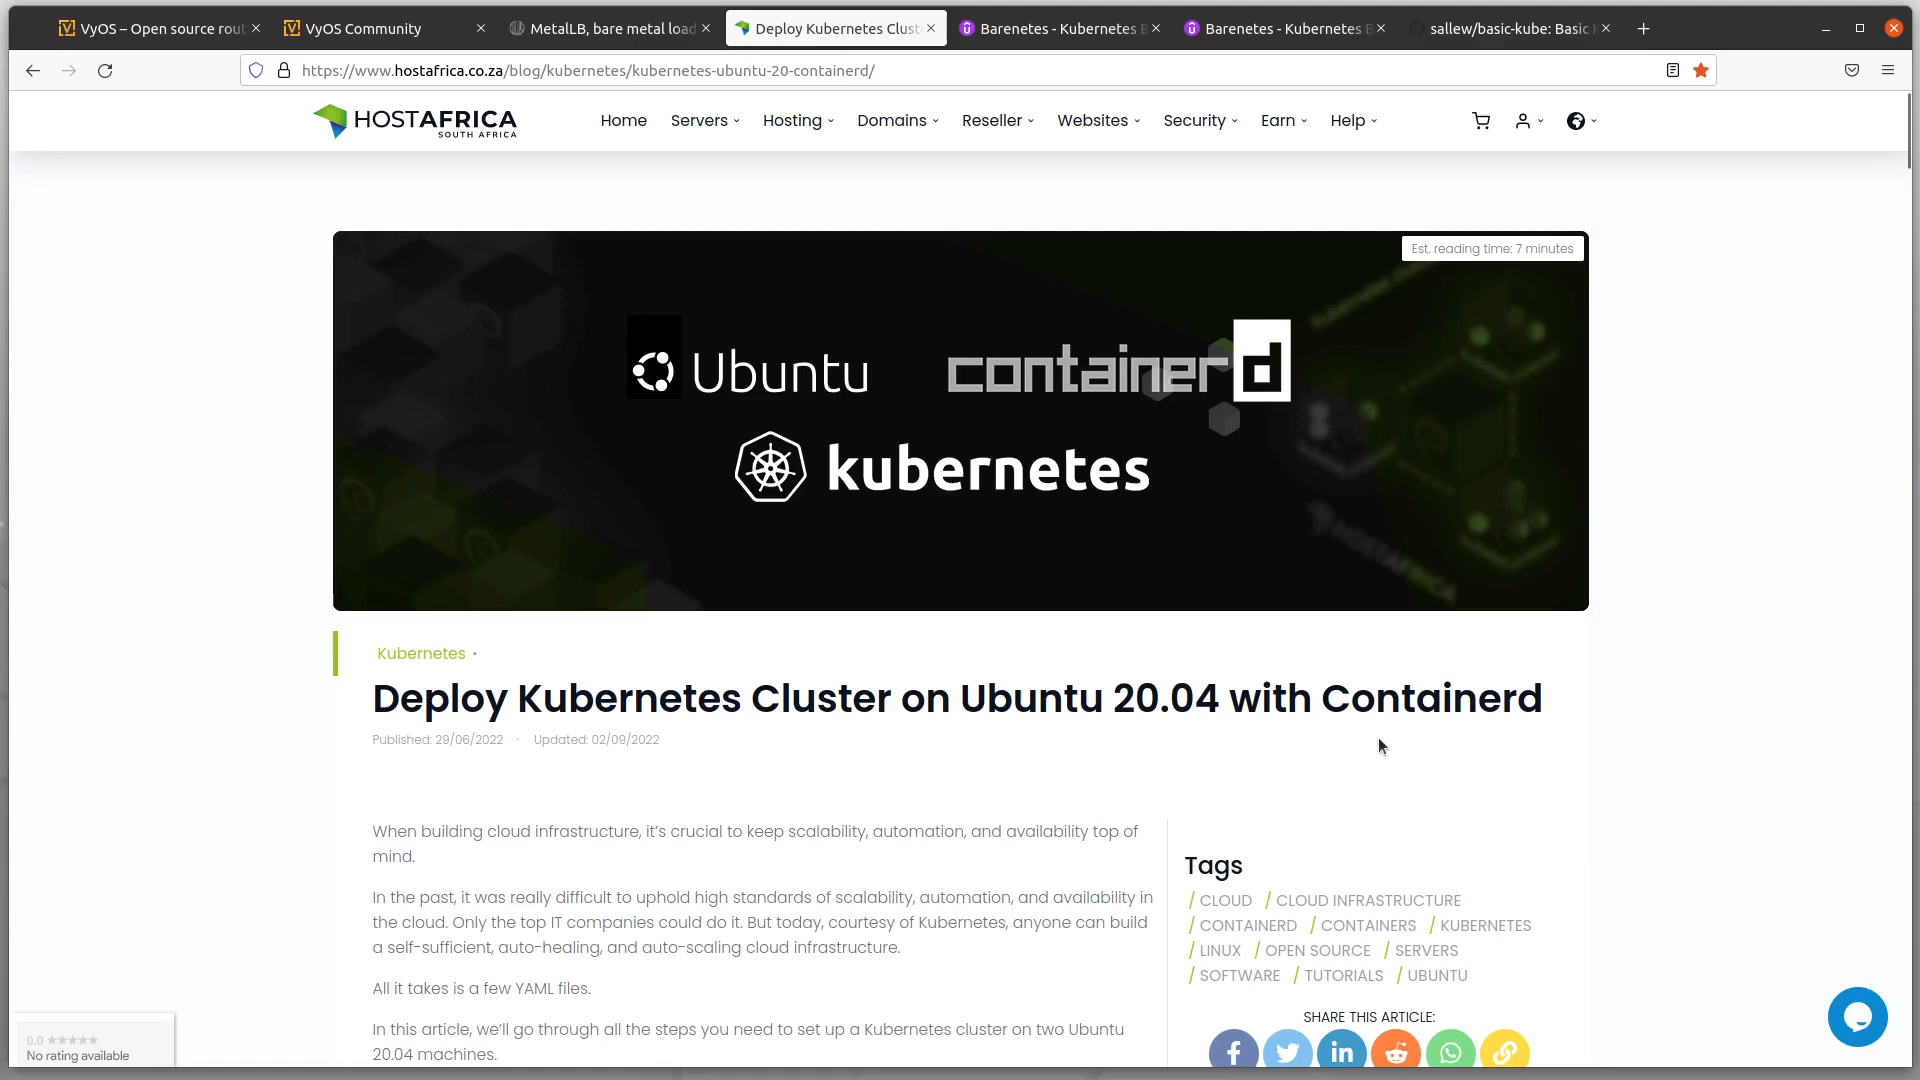 VyOS – Open source rout
VyOS Community
MetalLB, bare metal load
Deploy Kubernetes Clust
Barenetes - Kubernetes B
Barenetes - Kubernetes B
sallew/basic-kube: Basic K
https://www.hostafrica.co.za/blog/kubernetes/kubernetes-ubuntu-20-containerd/
HOSTAFRICA
SOUTH AFRICA
Home Servers Hosting Domains Reseller Websites Security Earn Help
Est. reading time: 7 minutes
Ubuntu containerd
kubernetes
Kubernetes •
Deploy Kubernetes Cluster on Ubuntu 20.04 with Containerd
Published: 29/06/2022 · Updated: 02/09/2022
When building cloud infrastructure, it’s crucial to keep scalability, automation, and availability top of
mind.
In the past, it was really difficult to uphold high standards of scalability, automation, and availability in
the cloud. Only the top IT companies could do it. But today, courtesy of Kubernetes, anyone can build
a self-sufficient, auto-healing, and auto-scaling cloud infrastructure.
All it takes is a few YAML files.
In this article, we’ll go through all the steps you need to set up a Kubernetes cluster on two Ubuntu
20.04 machines.
Tags
/ CLOUD / CLOUD INFRASTRUCTURE
/ CONTAINERD / CONTAINERS / KUBERNETES
/ LINUX / OPEN SOURCE / SERVERS
/ SOFTWARE / TUTORIALS / UBUNTU
SHARE THIS ARTICLE:
0.0 ★★★★★
No rating available